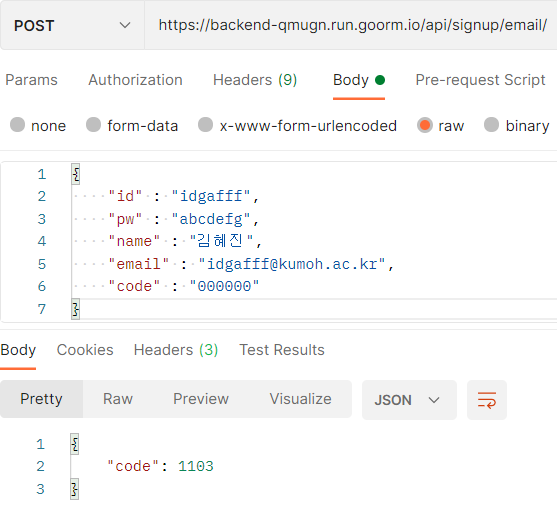 POST https://backend-qmugn.run.goorm.io/api/signup/email/
Params Authorization Headers (9) Body Pre-request Script
none form-data x-www-form-urlencoded raw binary
1 {
2 "id" : "idgafff",
3 "pw" : "abcdefg",
4 "name" : "김혜진",
5 "email" : "idgafff@kumoh.ac.kr",
6 "code" : "000000"
7 }
Body Cookies Headers (3) Test Results
Pretty Raw Preview Visualize JSON
1 {
2 "code": 1103
3 }